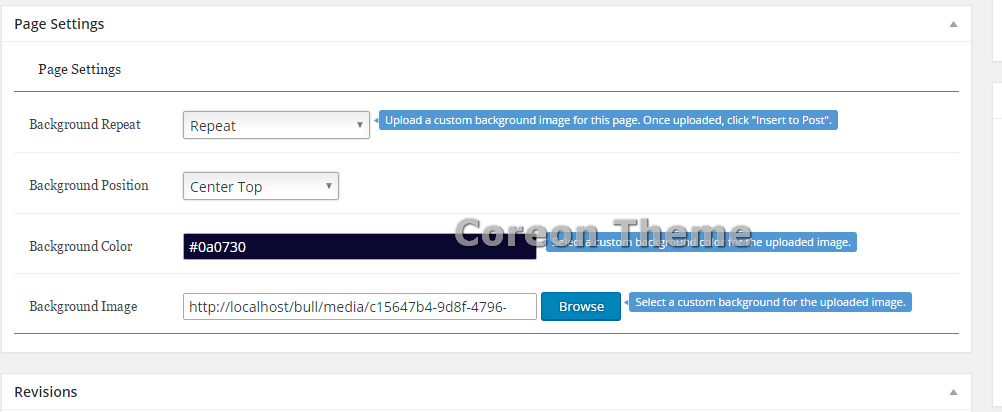 Page Settings
Page Settings
Background Repeat
Repeat
Upload a custom background image for this page. Once uploaded, click "Insert to Post".
Background Position
Center Top
Coreon Theme
Background Color
#0a0730
Select a custom background color for the uploaded image.
Background Image
http://localhost/bull/media/c15647b4-9d8f-4796-
Browse
Select a custom background for the uploaded image.
Revisions